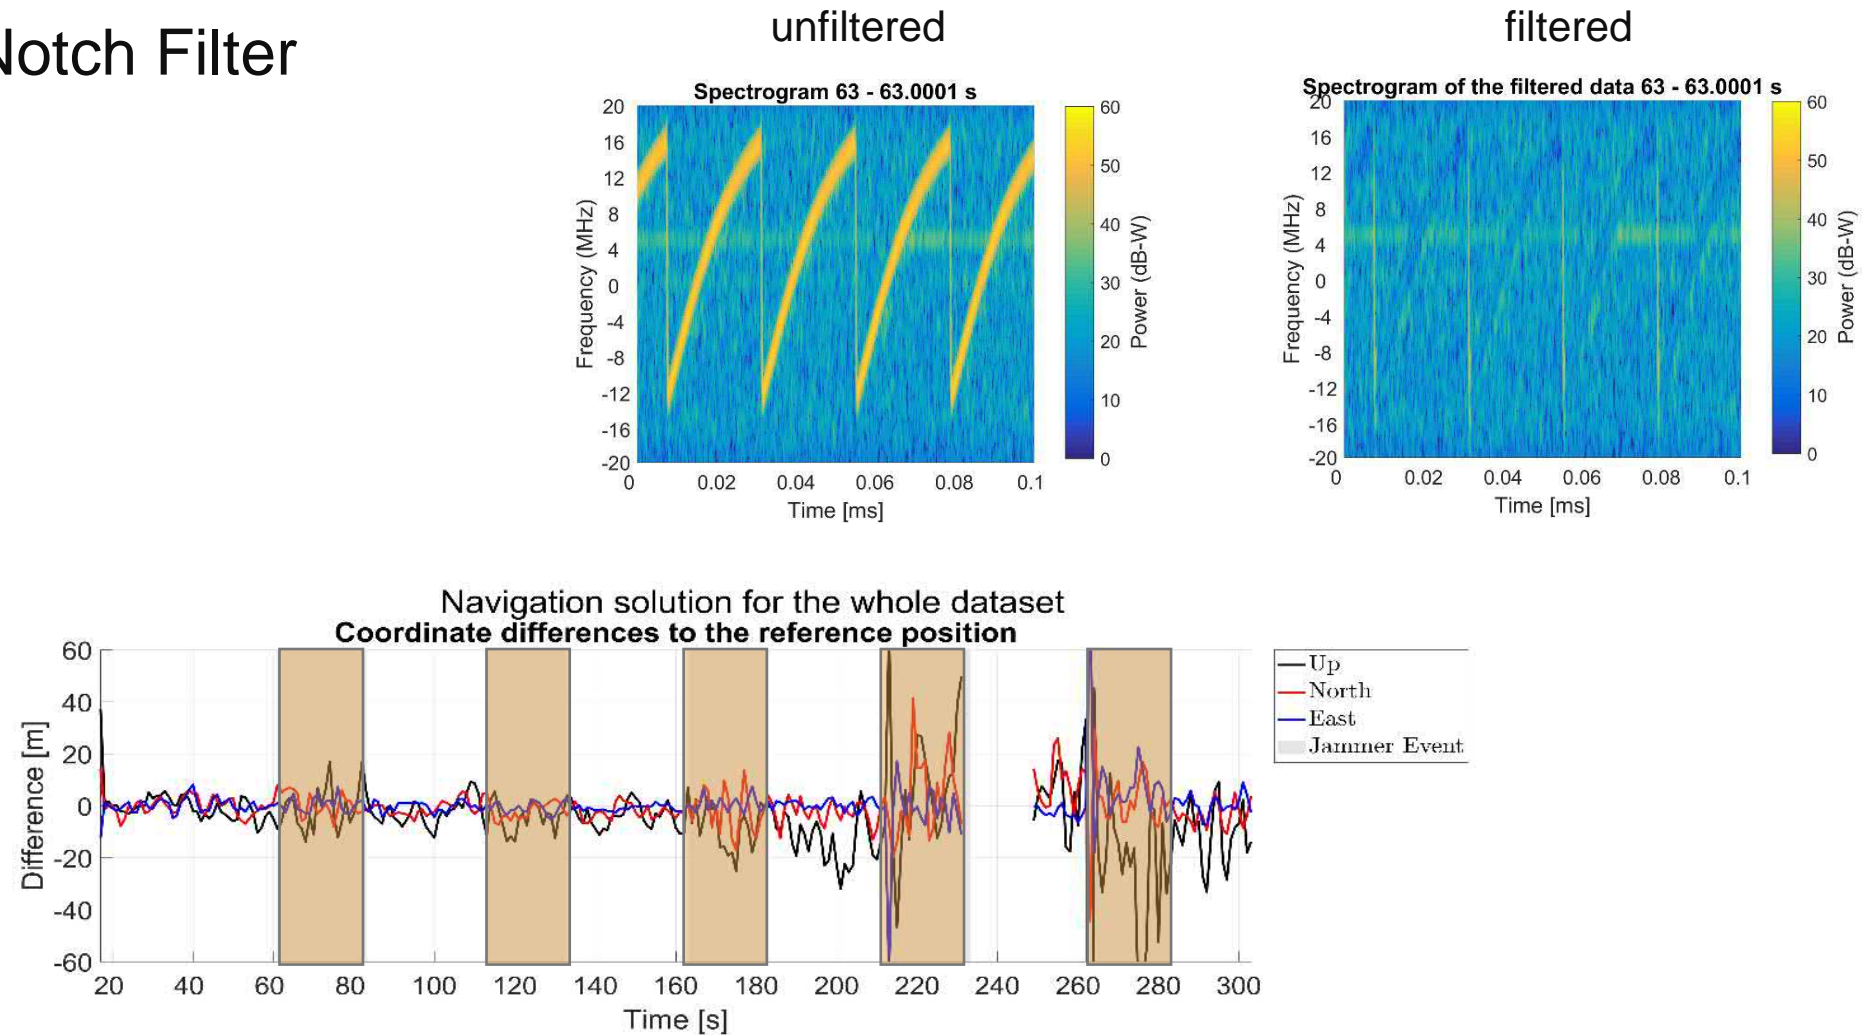 Notch Filter
unfiltered
filtered
Spectrogram 63 - 63.0001 s
20
16
12
8
4
0
-4
-8
-12
-16
-20
Frequency (MHz)
0 0.02 0.04 0.06 0.08 0.1
Time [ms]
60
50
40
30
20
10
0
Power (dB-W)
Spectrogram of the filtered data 63 - 63.0001 s
20
16
12
8
4
0
-4
-8
-12
-16
-20
Frequency (MHz)
0 0.02 0.04 0.06 0.08 0.1
Time [ms]
60
50
40
30
20
10
0
Power (dB-W)
Navigation solution for the whole dataset
Coordinate differences to the reference position
60
40
20
0
-20
-40
-60
Difference [m]
20 40 60 80 100 120 140 160 180 200 220 240 260 280 300
Time [s]
Up
North
East
Jammer Event